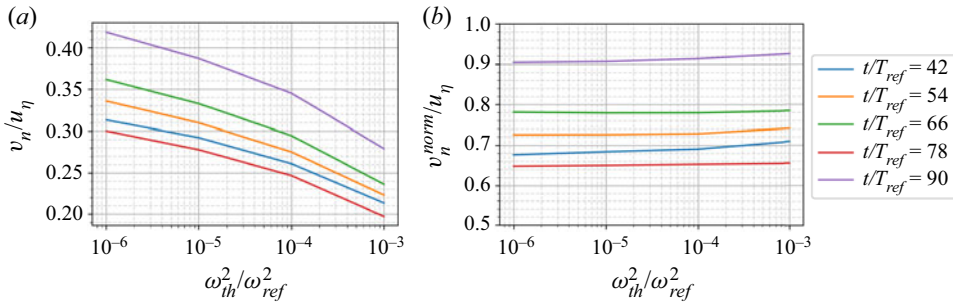 (a)
v_n/u_η
0.40
0.35
0.30
0.25
0.20
10^−6
10^−5
10^−4
10^−3
ω_th^2/ω_ref^2
(b)
v_n^norm/u_η
1.0
0.9
0.8
0.7
0.6
0.5
10^−6
10^−5
10^−4
10^−3
ω_th^2/ω_ref^2
t/T_ref = 42
t/T_ref = 54
t/T_ref = 66
t/T_ref = 78
t/T_ref = 90